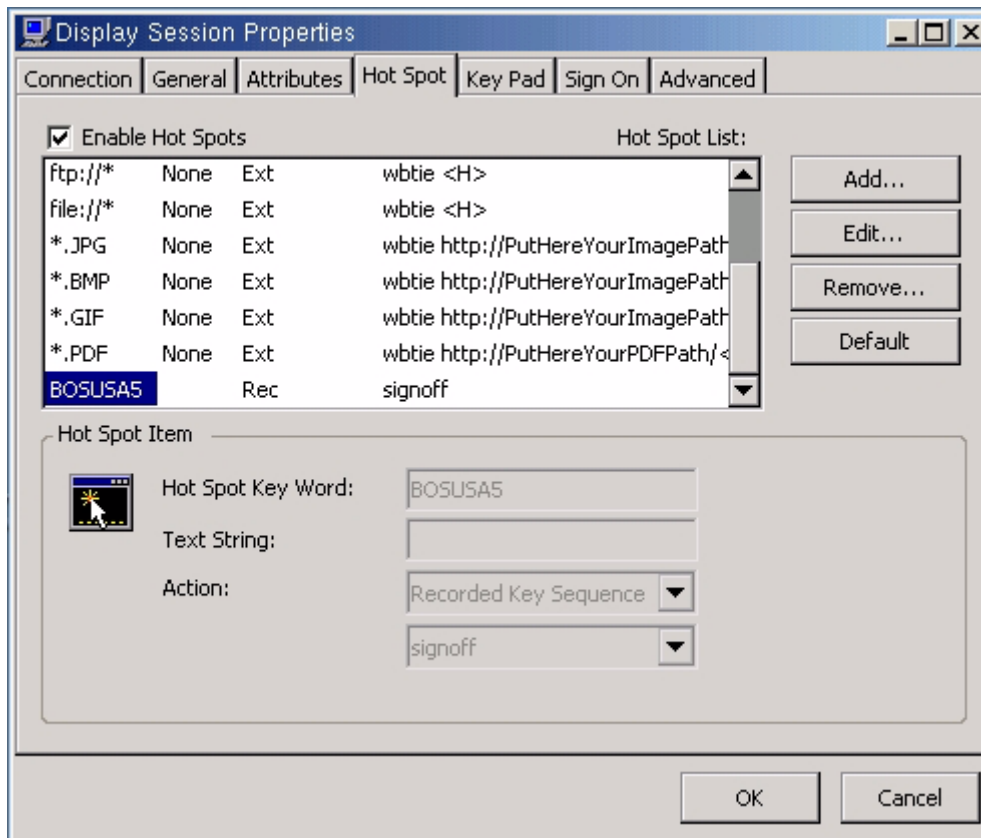 Display Session Properties
Connection General Attributes Hot Spot Key Pad Sign On Advanced
Enable Hot Spots Hot Spot List:
ftp://* None Ext wbtie <H>
file://* None Ext wbtie <H>
*.JPG None Ext wbtie http://PutHereYourImagePath
*.BMP None Ext wbtie http://PutHereYourImagePath
*.GIF None Ext wbtie http://PutHereYourImagePath
*.PDF None Ext wbtie http://PutHereYourPDFPath/<
BOSUSA5 Rec signoff
Add...
Edit...
Remove...
Default
Hot Spot Item
Hot Spot Key Word: BOSUSA5
Text String:
Action: Recorded Key Sequence
signoff
OK Cancel